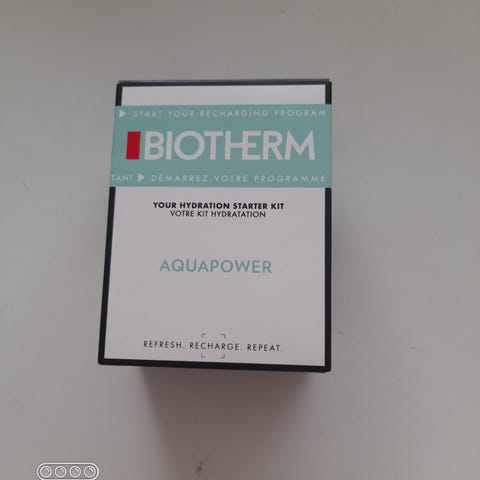 START YOUR RECHARGING PROGRAM
BIOTHERM
TANT ▶ DÉMARREZ VOTRE PROGRAMME
YOUR HYDRATION STARTER KIT
VOTRE KIT HYDRATATION
AQUAPOWER
REFRESH. RECHARGE. REPEAT.